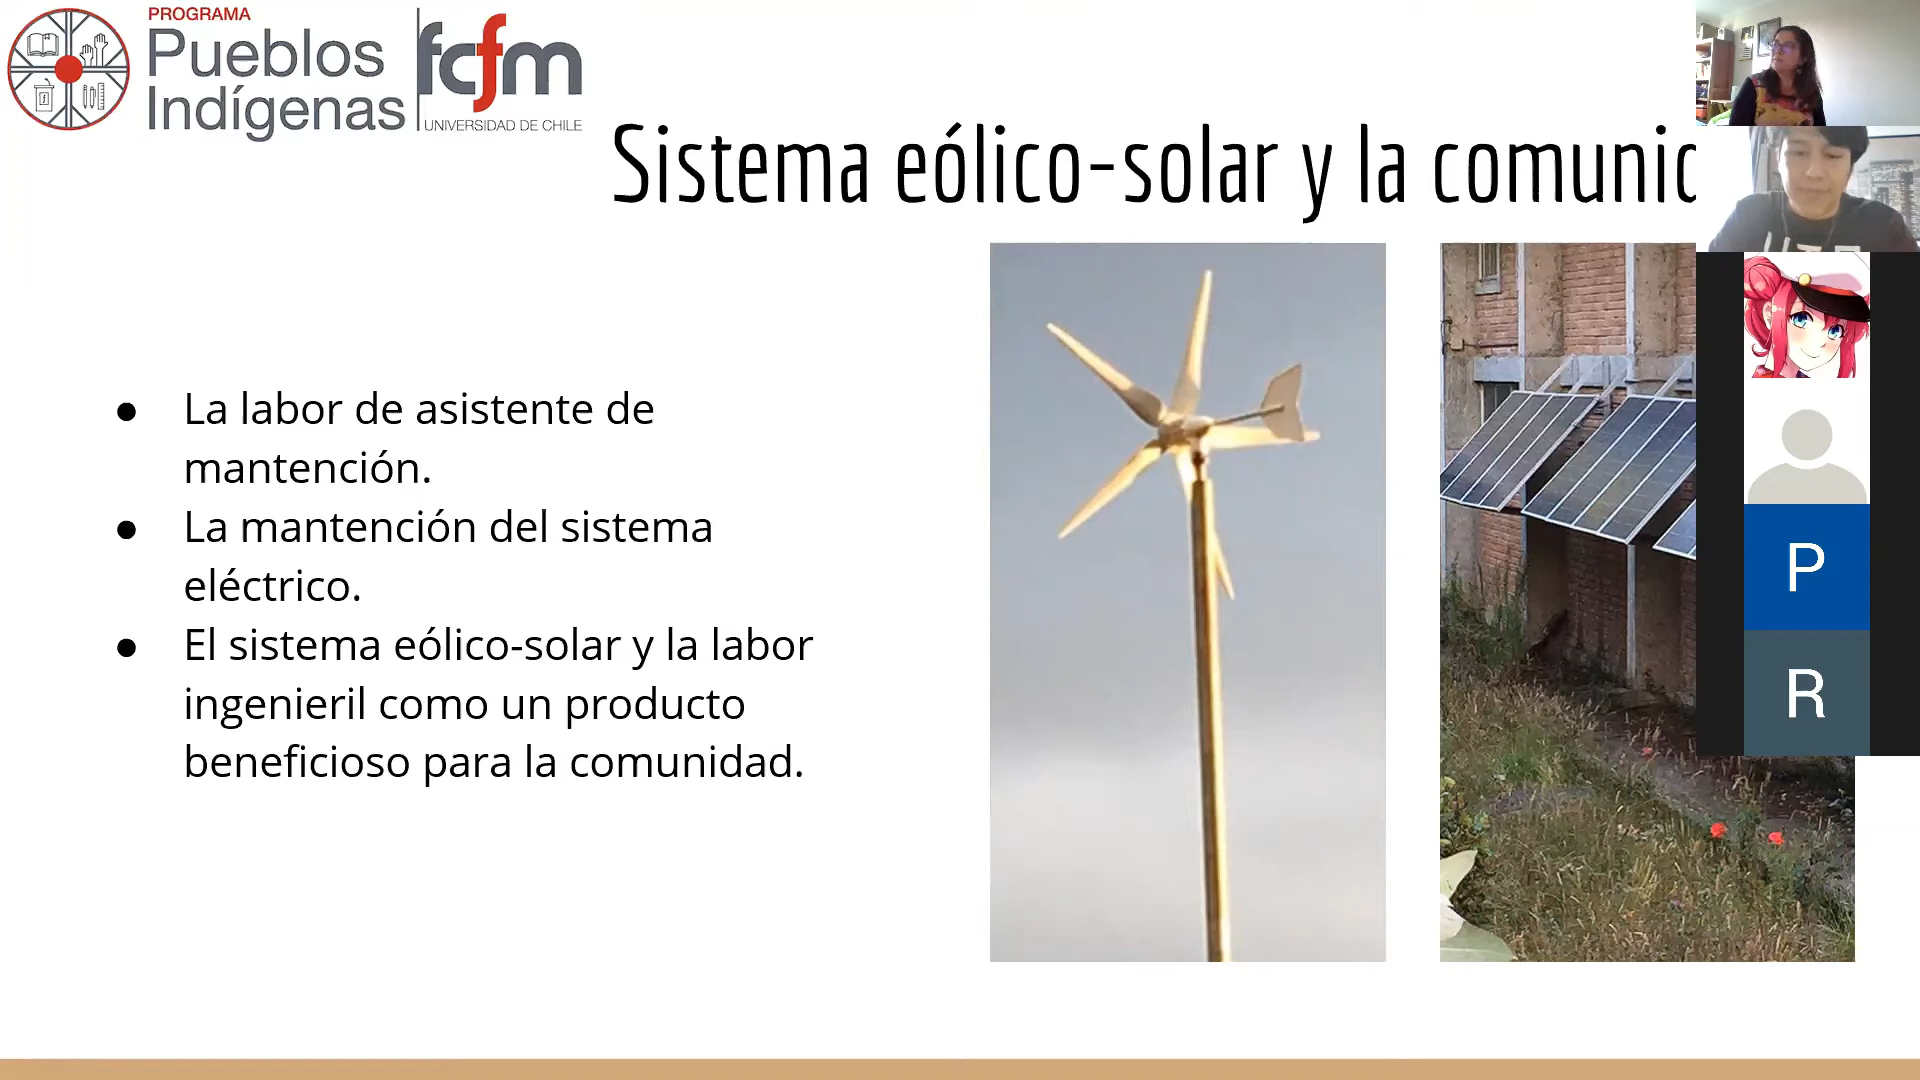 PROGRAMA
Pueblos
Indígenas
fcfm
UNIVERSIDAD DE CHILE
Sistema eólico-solar y la
● La labor de asistente de
mantención.
● La mantención del sistema
eléctrico.
● El sistema eólico-solar y la labor
ingenieril como un producto
beneficioso para la comunidad.
P
R